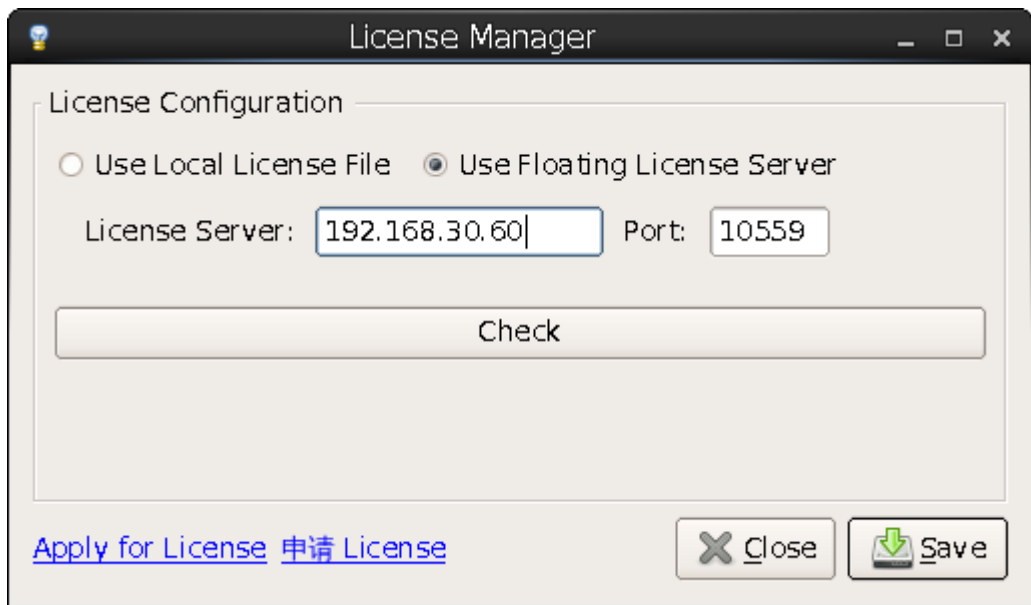 License Manager
License Configuration
Use Local License File Use Floating License Server
License Server: 192.168.30.60 Port: 10559
Check
Apply for License 申请 License Close Save